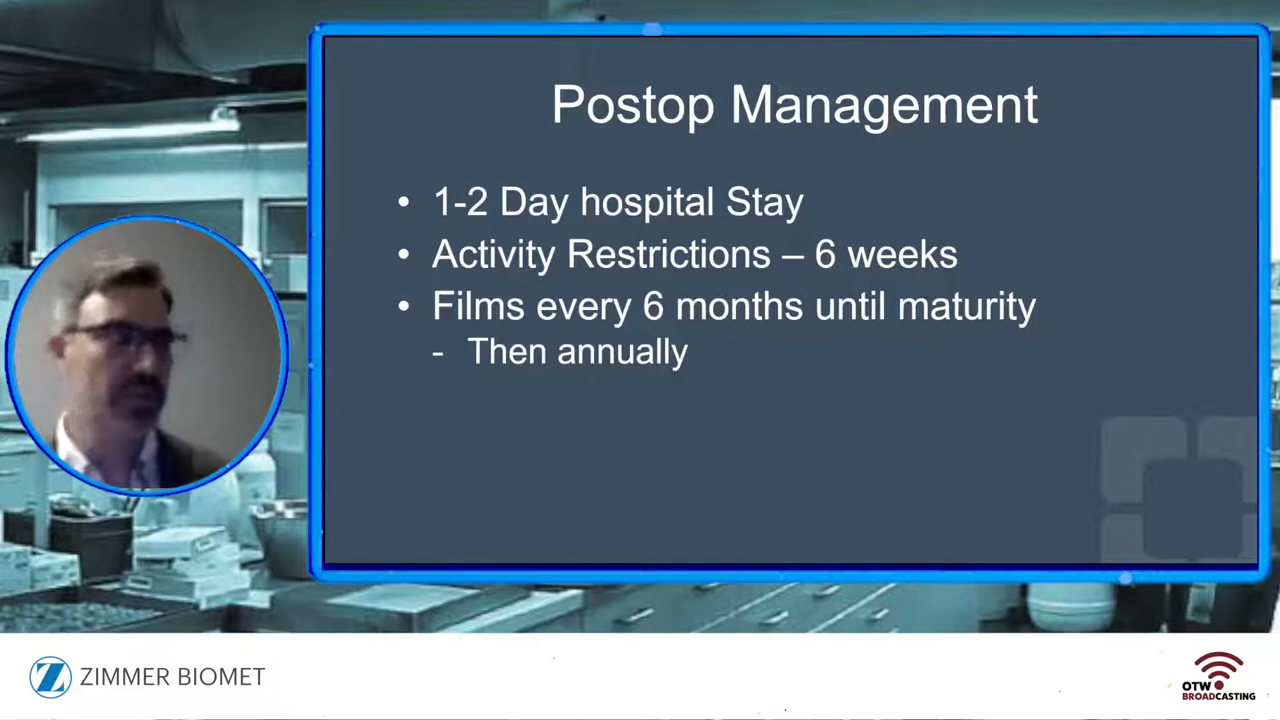 Postop Management
• 1-2 Day hospital Stay
• Activity Restrictions – 6 weeks
• Films every 6 months until maturity
- Then annually
Z ZIMMER BIOMET
OTW
BROADCASTING